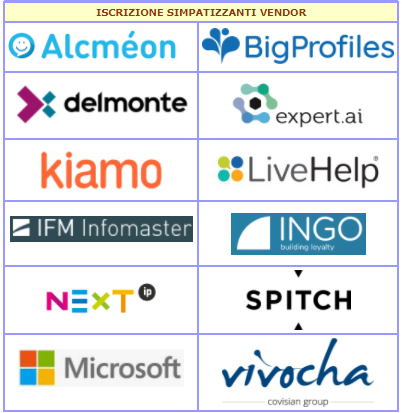 ISCRIZIONE SIMPATIZZANTI VENDOR
Alcméon
BigProfiles
delmonte
expert.ai
kiamo
LiveHelp®
IFM Infomaster
INGO
building loyalty
NEXT ip
SPITCH
Microsoft
vivocha
covisian group